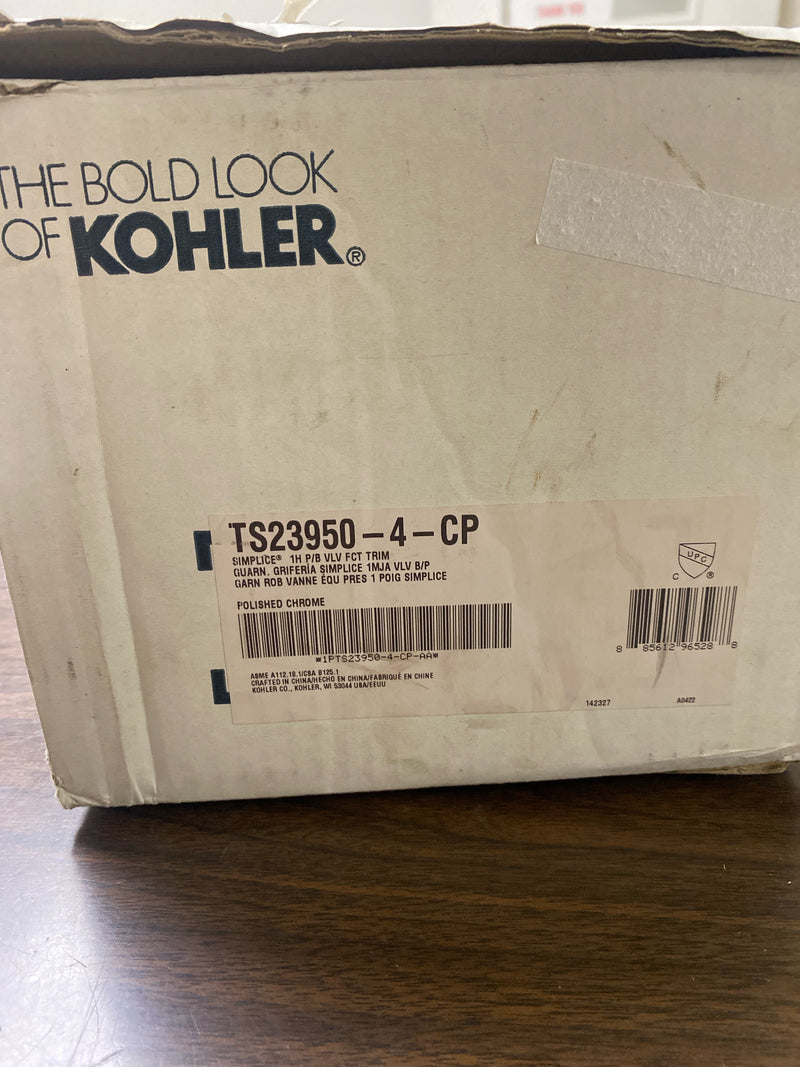 THE BOLD LOOK
OF KOHLER®
TS23950-4-CP
SIMPLICE® 1H P/B VLV FCT TRIM
GUARN. GRIFERÍA SIMPLICE 1MJA VLV B/P
GARN ROB VANNE ÉQU PRES 1 POIG SIMPLICE
POLISHED CHROME
*1PTS23950-4-CP-AA*
ASME A112.18.1/CSA B125.1
CRAFTED IN CHINA/HECHO EN CHINA/FABRIQUÉ EN CHINE
KOHLER CO., KOHLER, WI 53044 USA/EEUU
UPC
C ®
8 85612 96528 8
142327
A0422